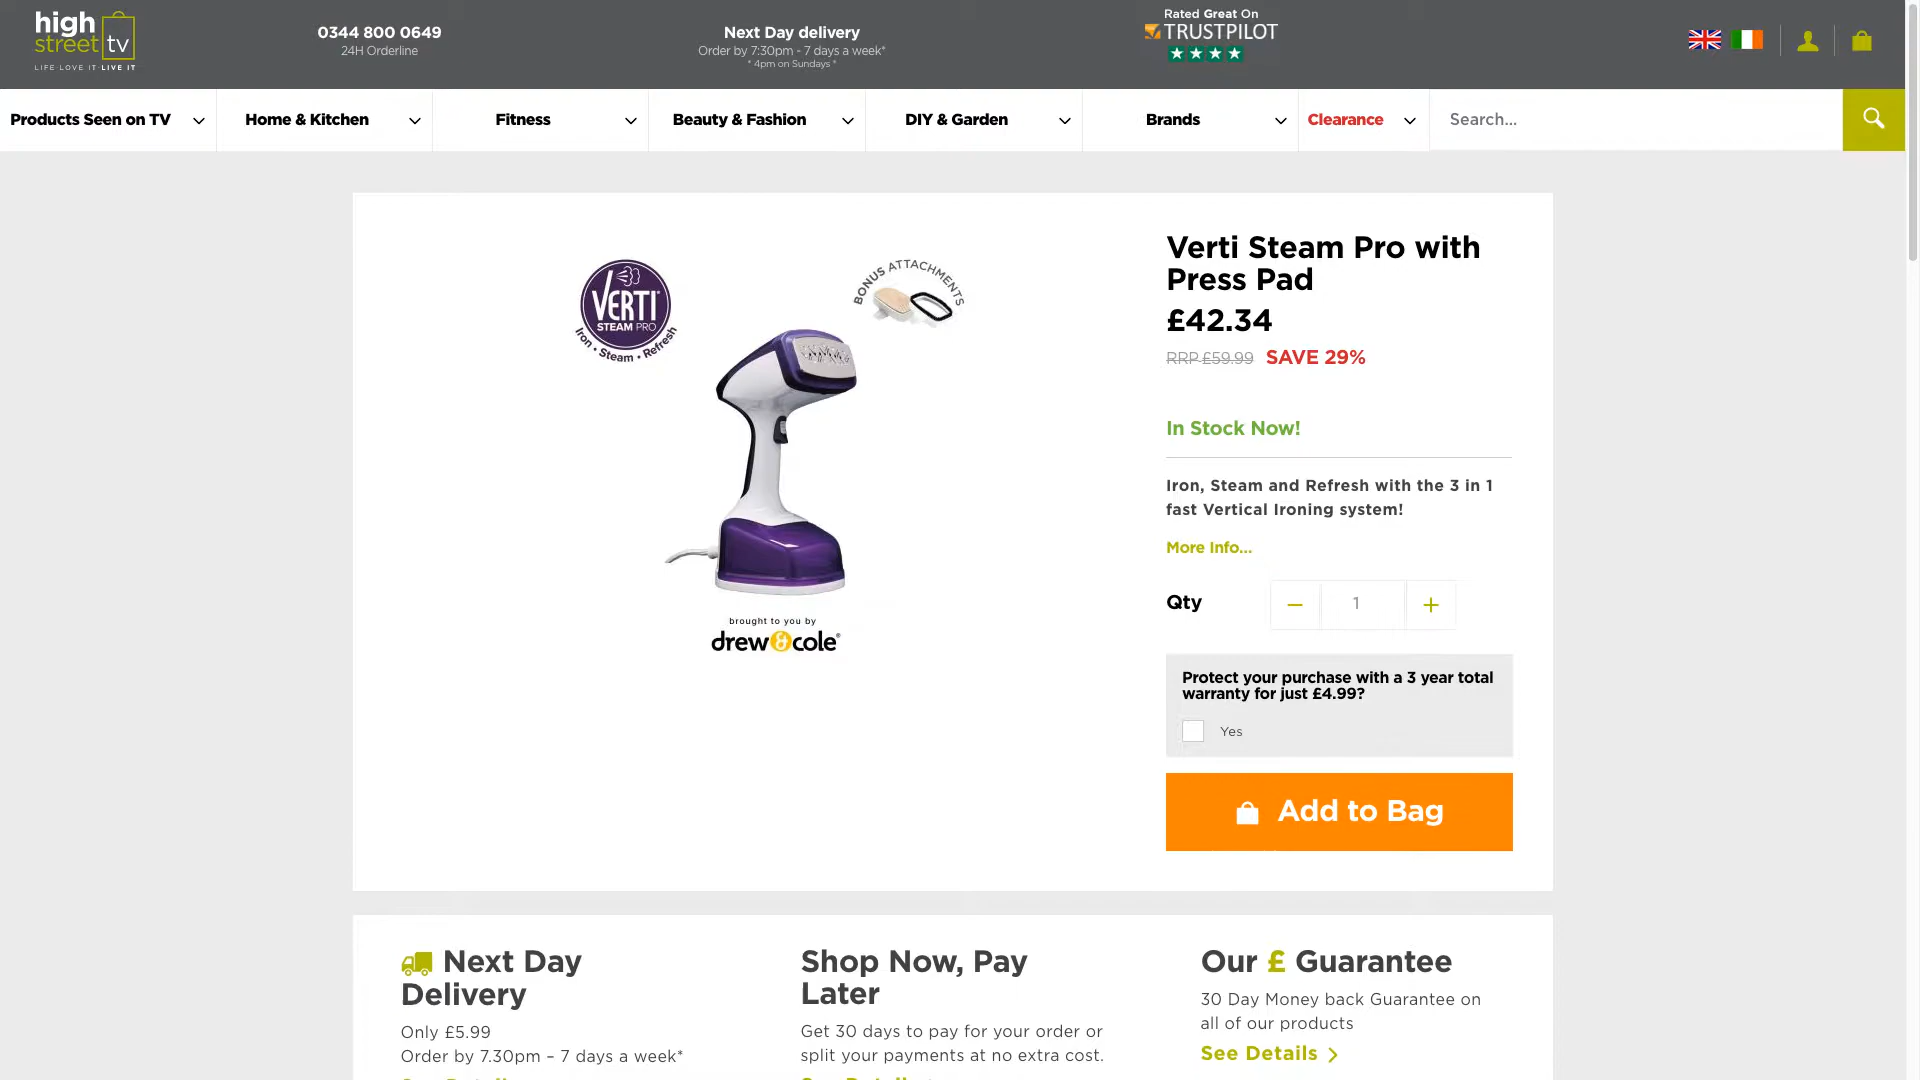 high
street tv
LIFE·LOVE IT·LIVE IT
0344 800 0649
24H Orderline
Next Day delivery
Order by 7:30pm - 7 days a week*
* 4pm on Sundays *
Rated Great On
TRUSTPILOT
Products Seen on TV
Home & Kitchen
Fitness
Beauty & Fashion
DIY & Garden
Brands
Clearance
Search...
VERTI
STEAM PRO
Iron • Steam • Refresh
BONUS ATTACHMENTS
brought to you by
drew&cole
Verti Steam Pro with
Press Pad
£42.34
RRP £59.99 SAVE 29%
In Stock Now!
Iron, Steam and Refresh with the 3 in 1
fast Vertical Ironing system!
More Info...
Qty
1
Protect your purchase with a 3 year total
warranty for just £4.99?
Yes
Add to Bag
Next Day
Delivery
Only £5.99
Order by 7.30pm – 7 days a week*
Shop Now, Pay
Later
Get 30 days to pay for your order or
split your payments at no extra cost.
Our £ Guarantee
30 Day Money back Guarantee on
all of our products
See Details